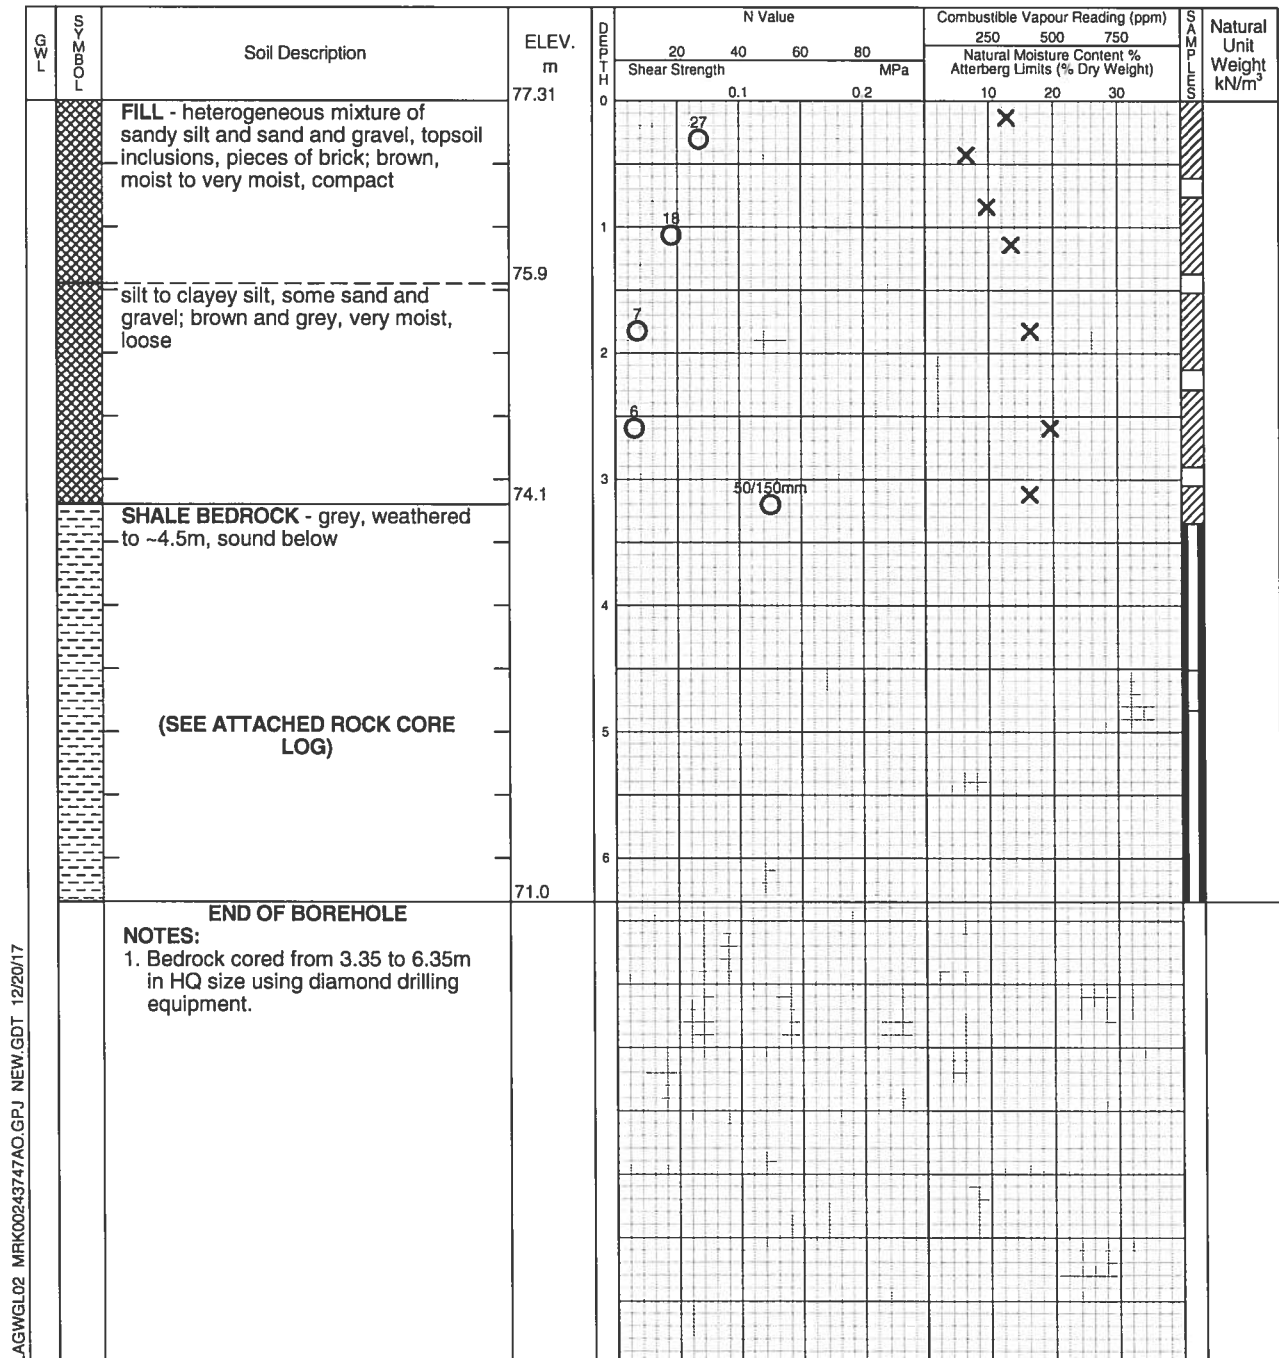 GWL
SYMBOL
Soil Description
ELEV.
m
DEPTH
N Value
20 40 60 80
Shear Strength MPa
0.1 0.2
Combustible Vapour Reading (ppm)
250 500 750
Natural Moisture Content %
Atterberg Limits (% Dry Weight)
10 20 30
SAMPLES
Natural
Unit
Weight
kN/m³
77.31
0
FILL - heterogeneous mixture of
sandy silt and sand and gravel, topsoil
inclusions, pieces of brick; brown,
moist to very moist, compact
27
18
1
75.9
silt to clayey silt, some sand and
gravel; brown and grey, very moist,
loose
7
2
6
3
74.1
50/150mm
SHALE BEDROCK - grey, weathered
to ~4.5m, sound below
4
(SEE ATTACHED ROCK CORE
LOG)
5
6
71.0
END OF BOREHOLE
NOTES:
1. Bedrock cored from 3.35 to 6.35m
in HQ size using diamond drilling
equipment.
AGWGL02 MRK00243747AO.GPJ NEW.GDT 12/20/17